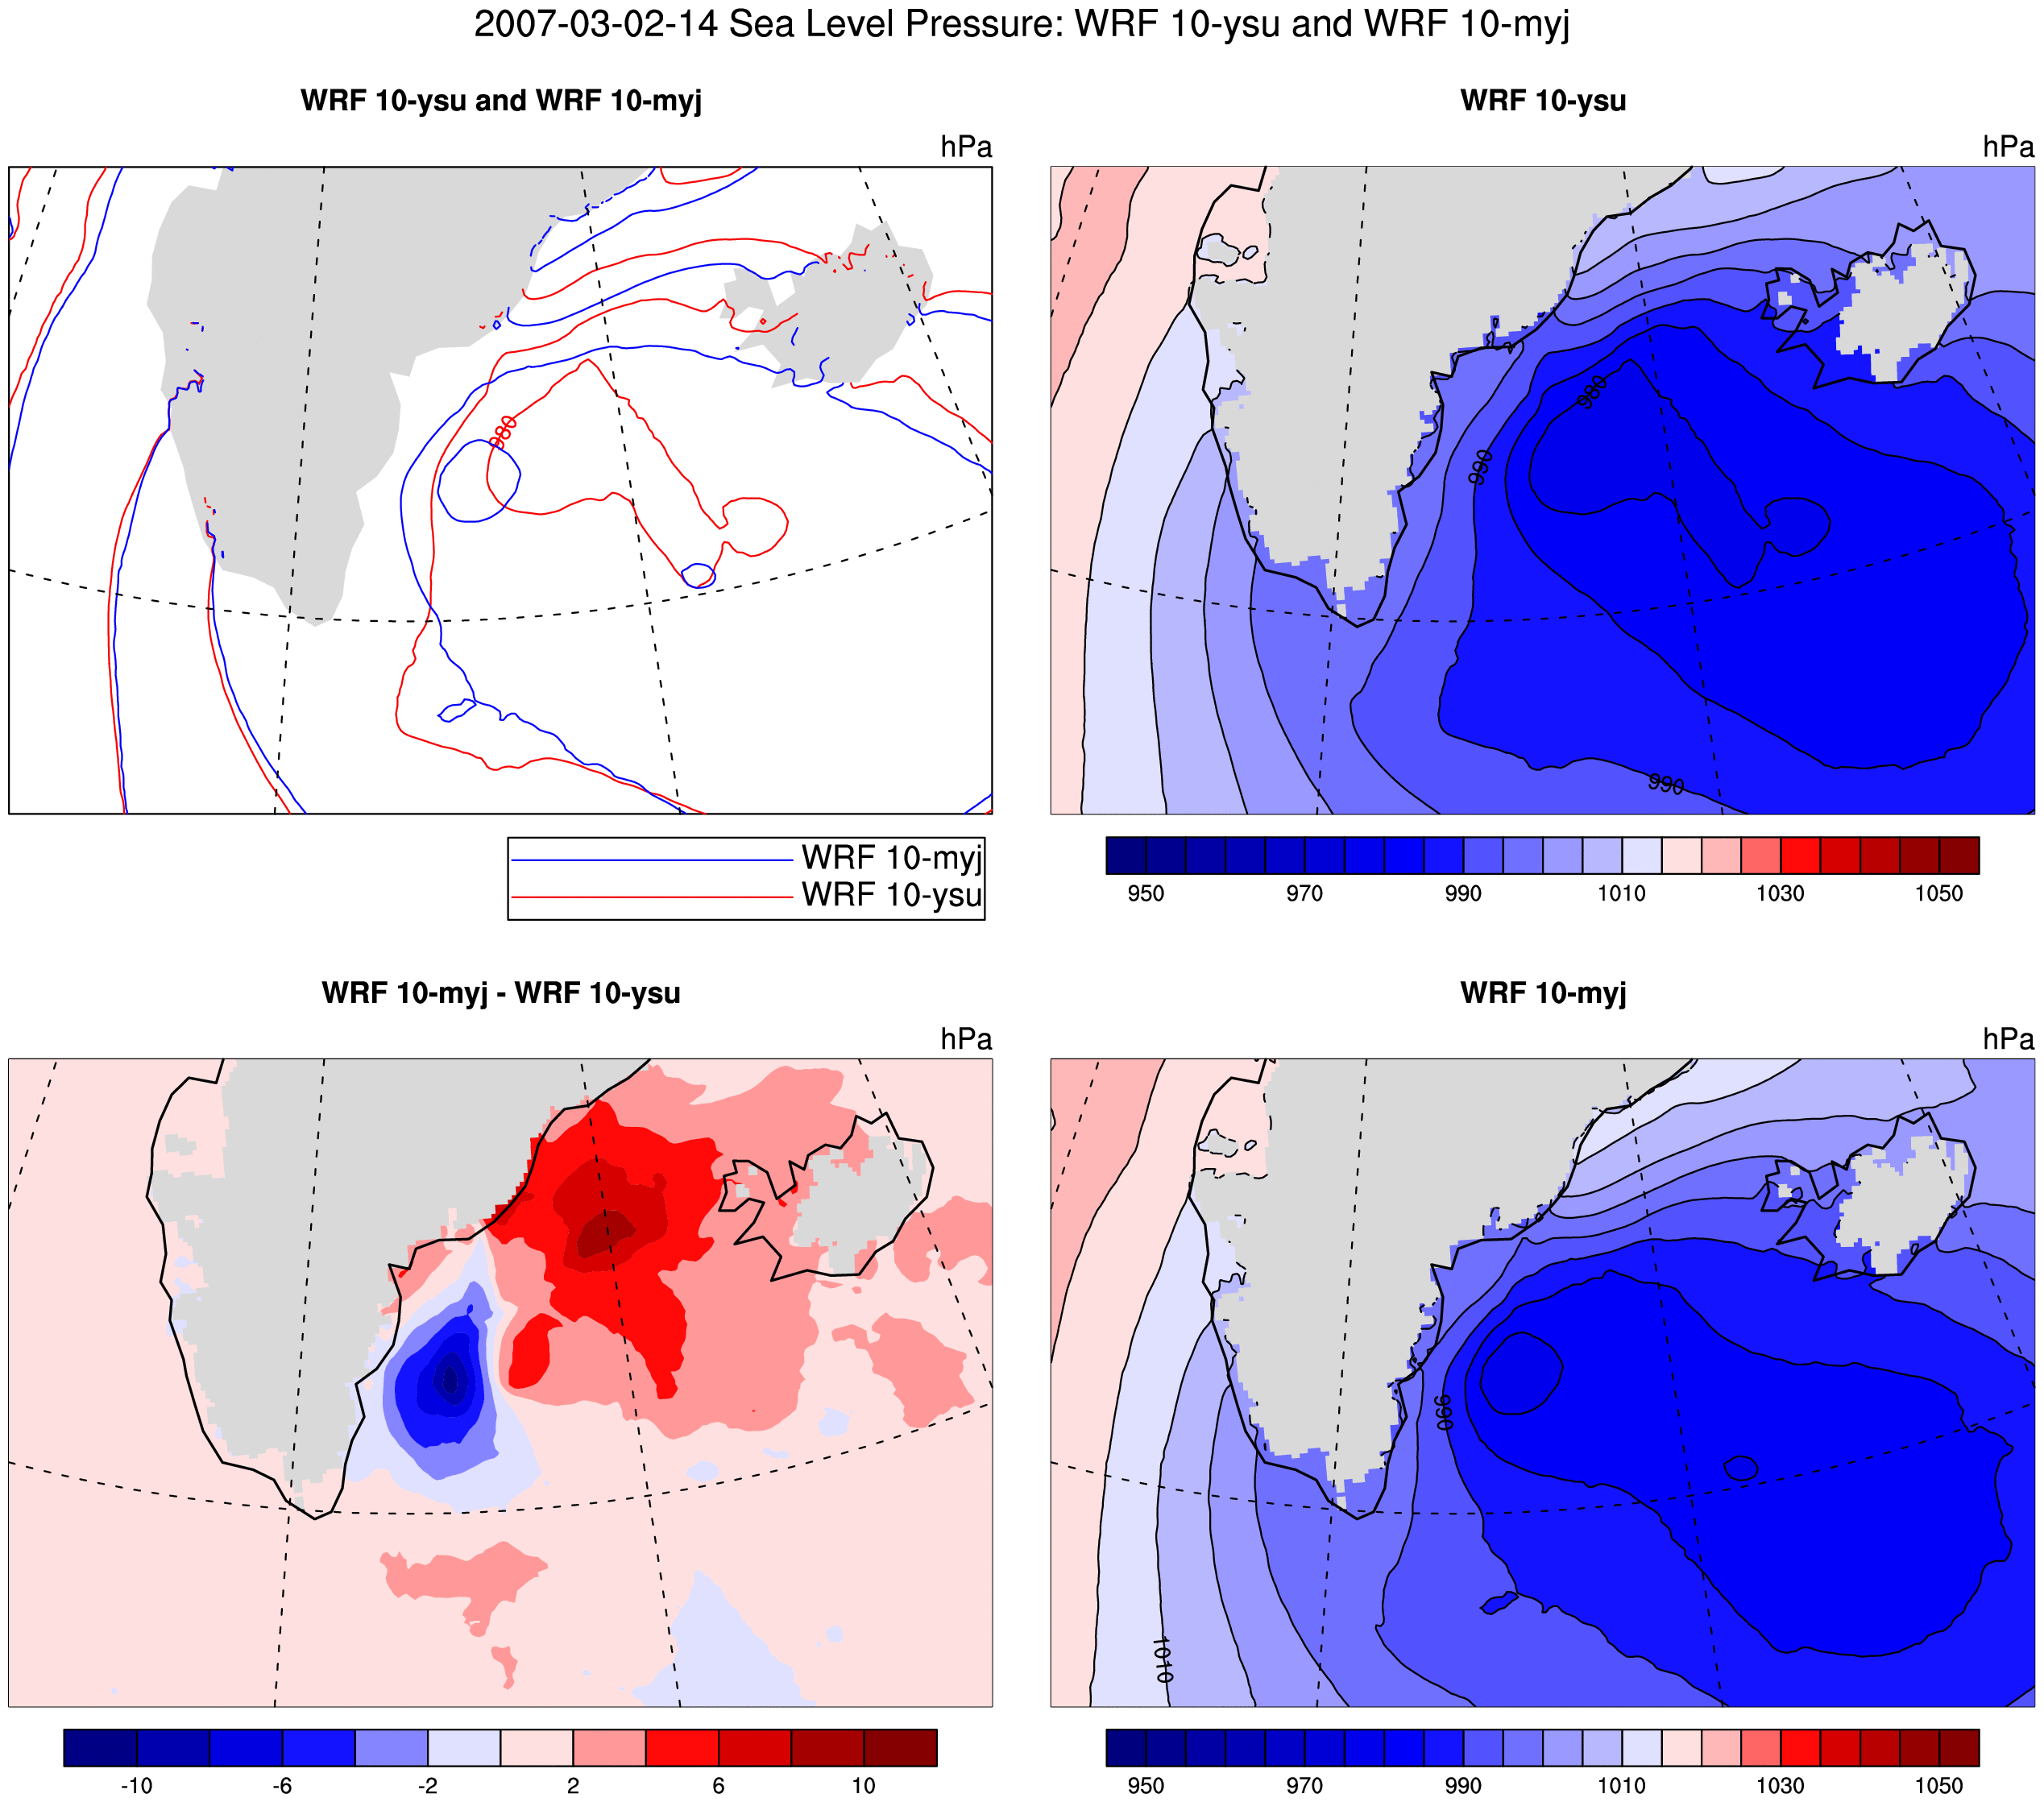 2007-03-02-14 Sea Level Pressure: WRF 10-ysu and WRF 10-myj
WRF 10-ysu and WRF 10-myj
WRF 10-ysu
hPa
hPa
980
980
990
990
WRF 10-myj
WRF 10-ysu
950 970 990 1010 1030 1050
WRF 10-myj - WRF 10-ysu
WRF 10-myj
hPa
hPa
990
1010
-10 -6 -2 2 6 10
950 970 990 1010 1030 1050